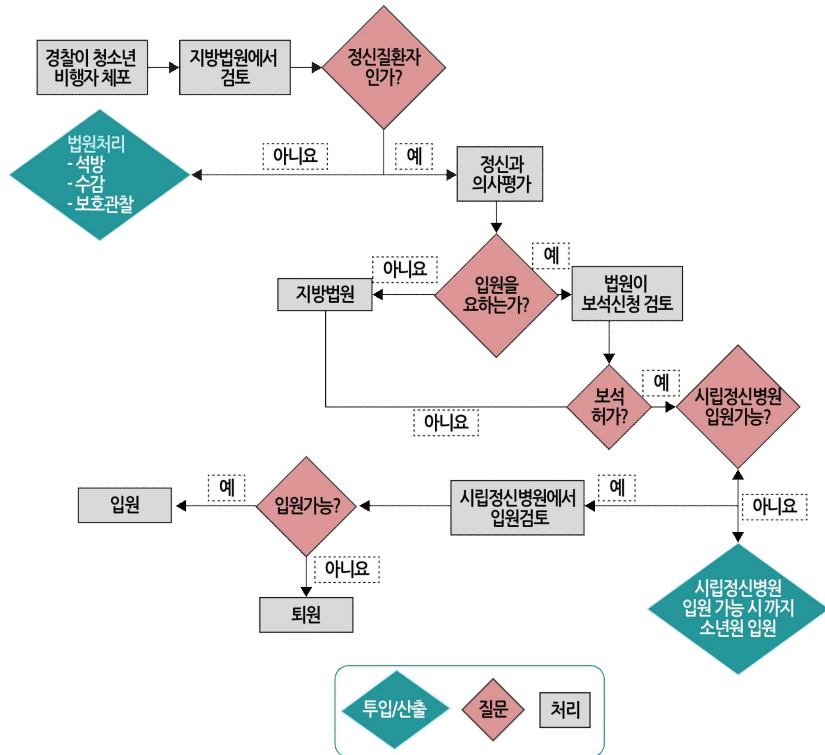 경찰이 청소년
비행자 체포
지방법원에서
검토
정신질환자
인가?
법원처리
- 석방
- 수감
- 보호관찰
아니요
예
정신과
의사평가
입원을
요하는가?
아니요
예
지방법원
법원이
보석신청 검토
보석
허가?
아니요
예
시립정신병원
입원가능?
입원
예
입원가능?
시립정신병원에서
입원검토
예
아니요
아니요
퇴원
시립정신병원
입원 가능 시 까지
소년원 입원
투입/산출
질문
처리